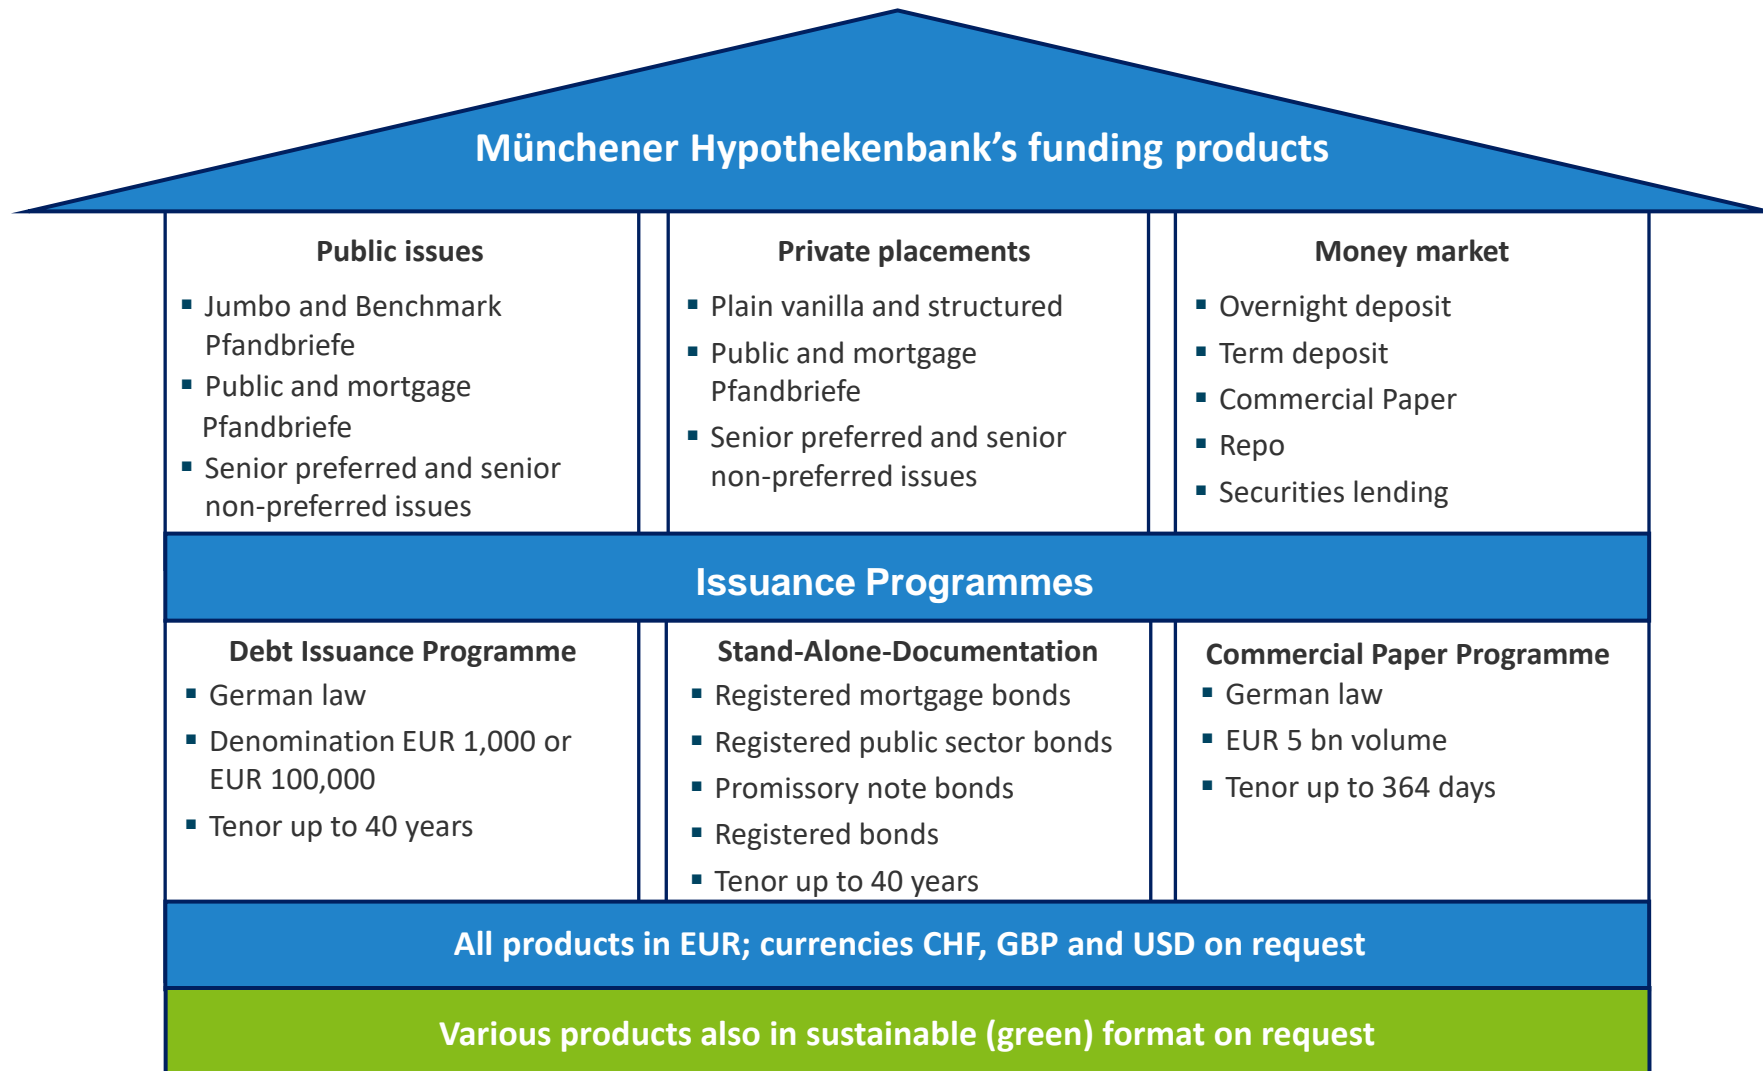 Münchener Hypothekenbank’s funding products
Public issues
▪ Jumbo and Benchmark
Pfandbriefe
▪ Public and mortgage
Pfandbriefe
▪ Senior preferred and senior
non-preferred issues
Private placements
▪ Plain vanilla and structured
▪ Public and mortgage
Pfandbriefe
▪ Senior preferred and senior
non-preferred issues
Money market
▪ Overnight deposit
▪ Term deposit
▪ Commercial Paper
▪ Repo
▪ Securities lending
Issuance Programmes
Debt Issuance Programme
▪ German law
▪ Denomination EUR 1,000 or
EUR 100,000
▪ Tenor up to 40 years
Stand-Alone-Documentation
▪ Registered mortgage bonds
▪ Registered public sector bonds
▪ Promissory note bonds
▪ Registered bonds
▪ Tenor up to 40 years
Commercial Paper Programme
▪ German law
▪ EUR 5 bn volume
▪ Tenor up to 364 days
All products in EUR; currencies CHF, GBP and USD on request
Various products also in sustainable (green) format on request